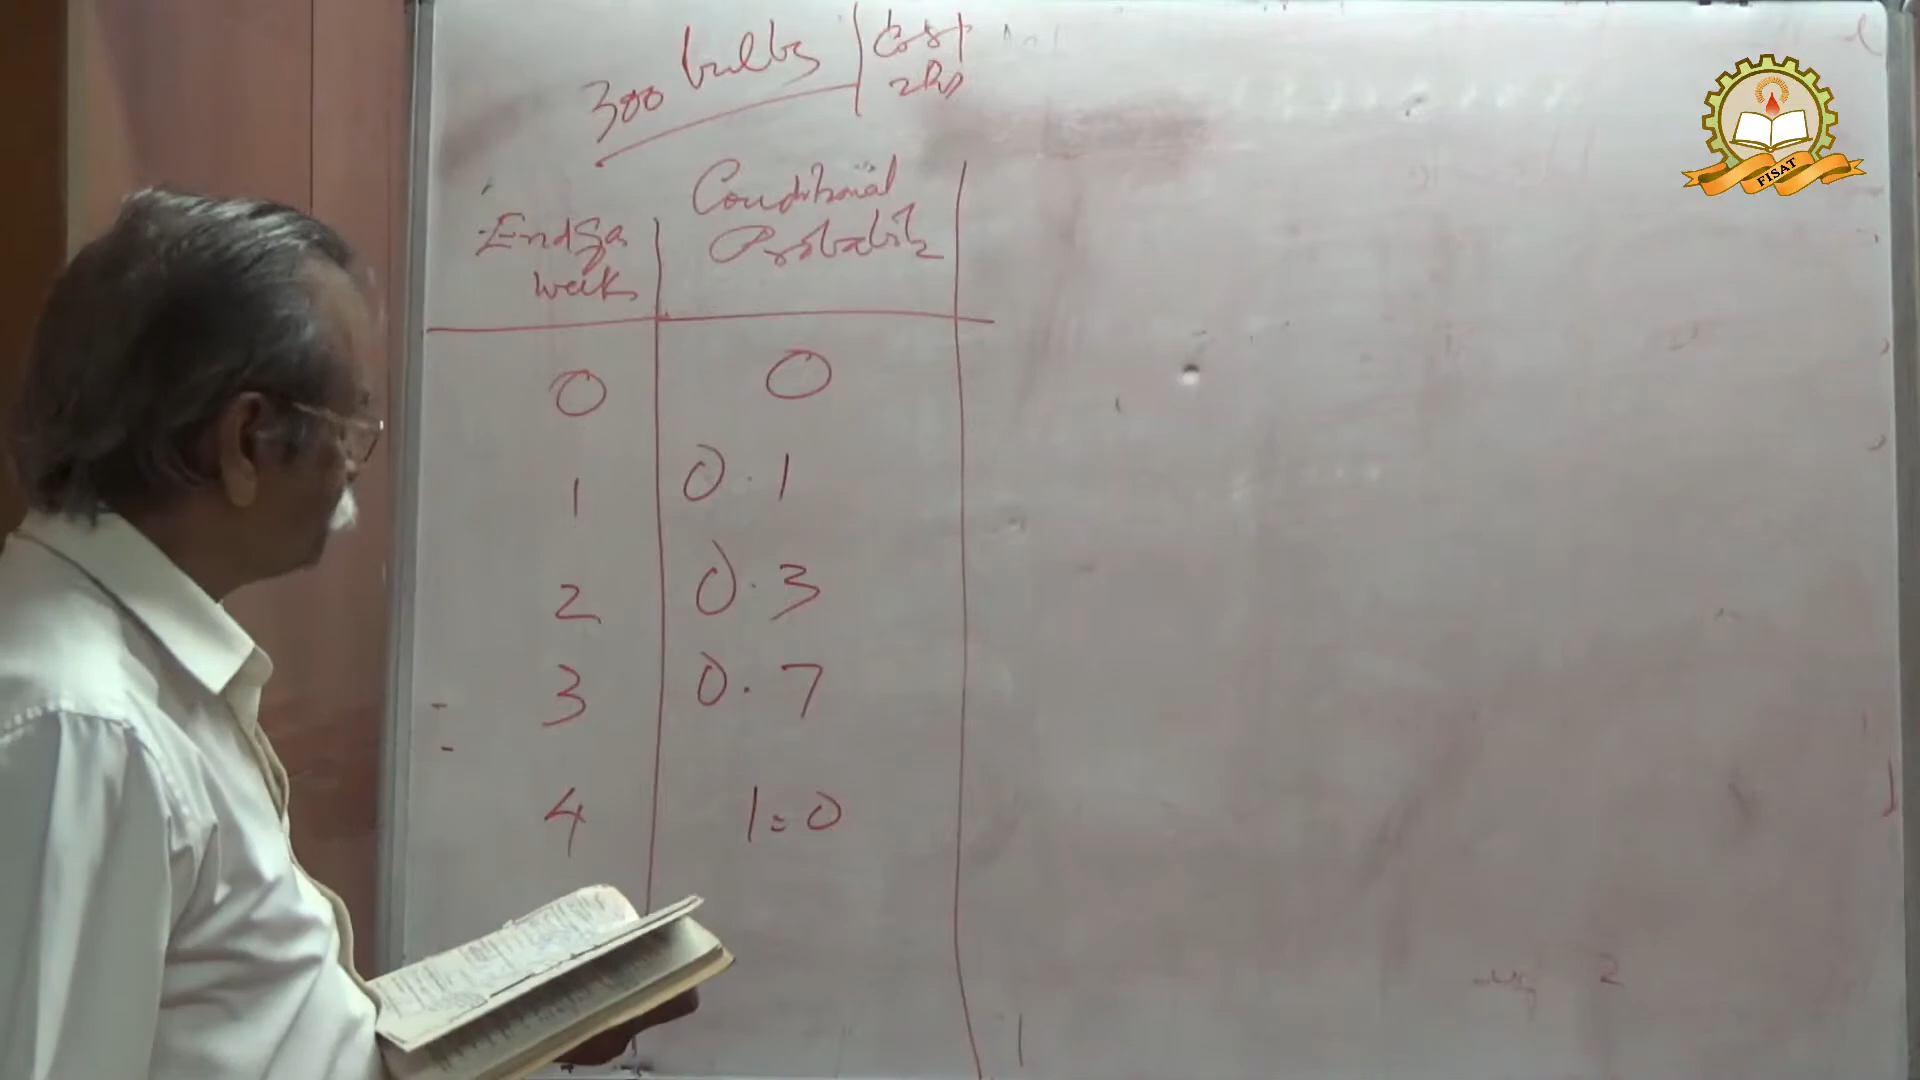 300 bulbs | Cost
2Rs
End of a week
Conditional Probability
0 0
1 0.1
2 0.3
3 0.7
4 1=0
FISAT